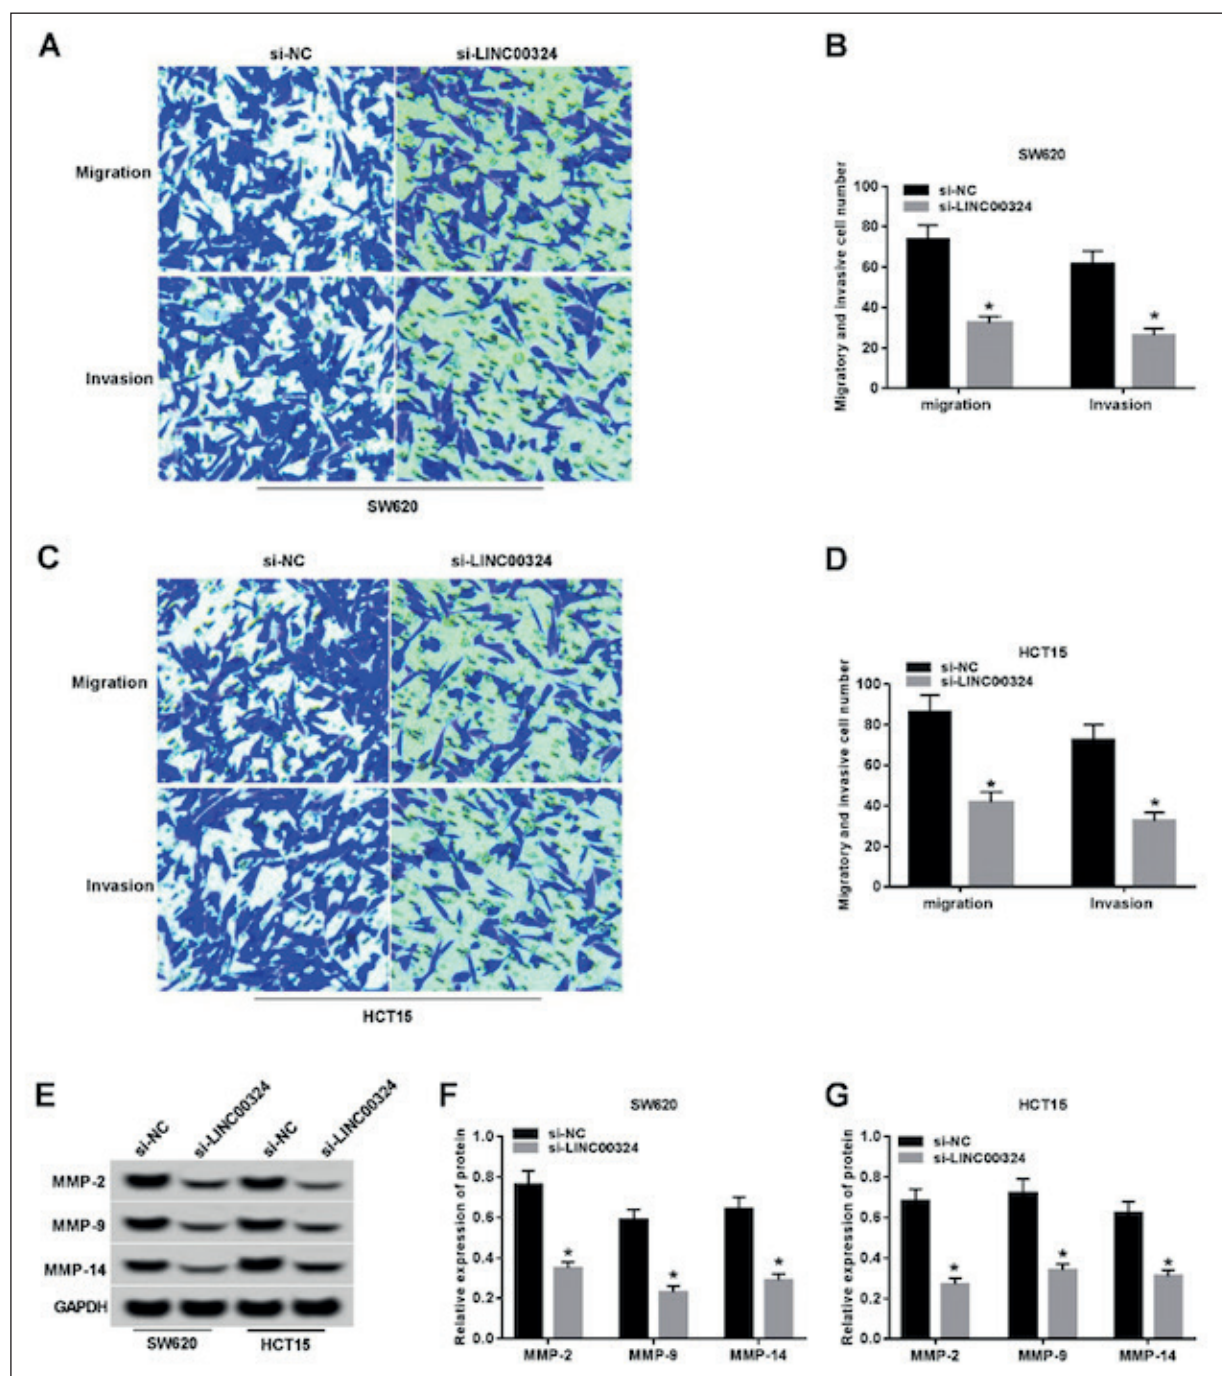 A
si-NC si-LINC00324
Migration
Invasion
SW620
B
SW620
si-NC
si-LINC00324
Migratory and invasive cell number
100
80
60
40
20
0
migration Invasion
C
si-NC si-LINC00324
Migration
Invasion
HCT15
D
HCT15
si-NC
si-LINC00324
Migratory and invasive cell number
100
80
60
40
20
0
migration Invasion
E
si-NC si-LINC00324 si-NC si-LINC00324
MMP-2
MMP-9
MMP-14
GAPDH
SW620 HCT15
F
SW620
si-NC
si-LINC00324
Relative expression of protein
1.0
0.8
0.6
0.4
0.2
0.0
MMP-2 MMP-9 MMP-14
G
HCT15
si-NC
si-LINC00324
Relative expression of protein
1.0
0.8
0.6
0.4
0.2
0.0
MMP-2 MMP-9 MMP-14